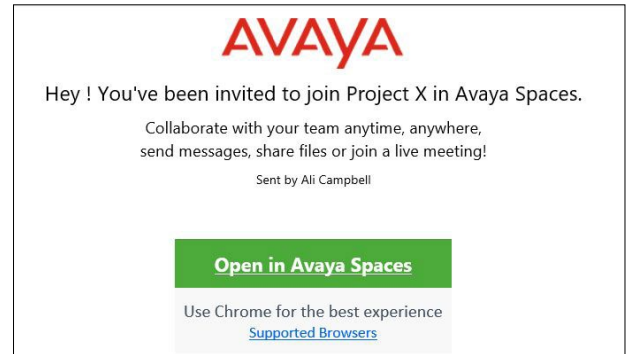 AVAYA
Hey ! You've been invited to join Project X in Avaya Spaces.
Collaborate with your team anytime, anywhere,
send messages, share files or join a live meeting!
Sent by Ali Campbell
Open in Avaya Spaces
Use Chrome for the best experience
Supported Browsers